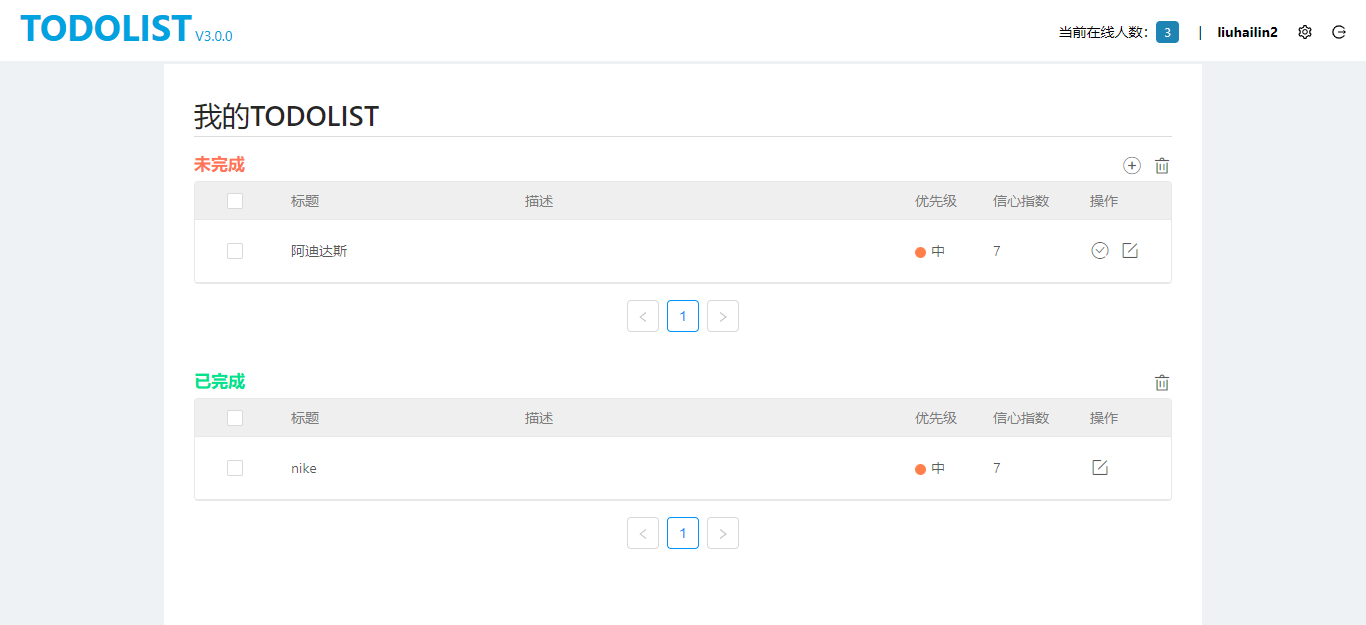 TODOLIST V3.0.0
当前在线人数: 3 | liuhailin2
我的TODOLIST
未完成
标题 描述 优先级 信心指数 操作
阿迪达斯 中 7
< 1 >
已完成
标题 描述 优先级 信心指数 操作
nike 中 7
< 1 >